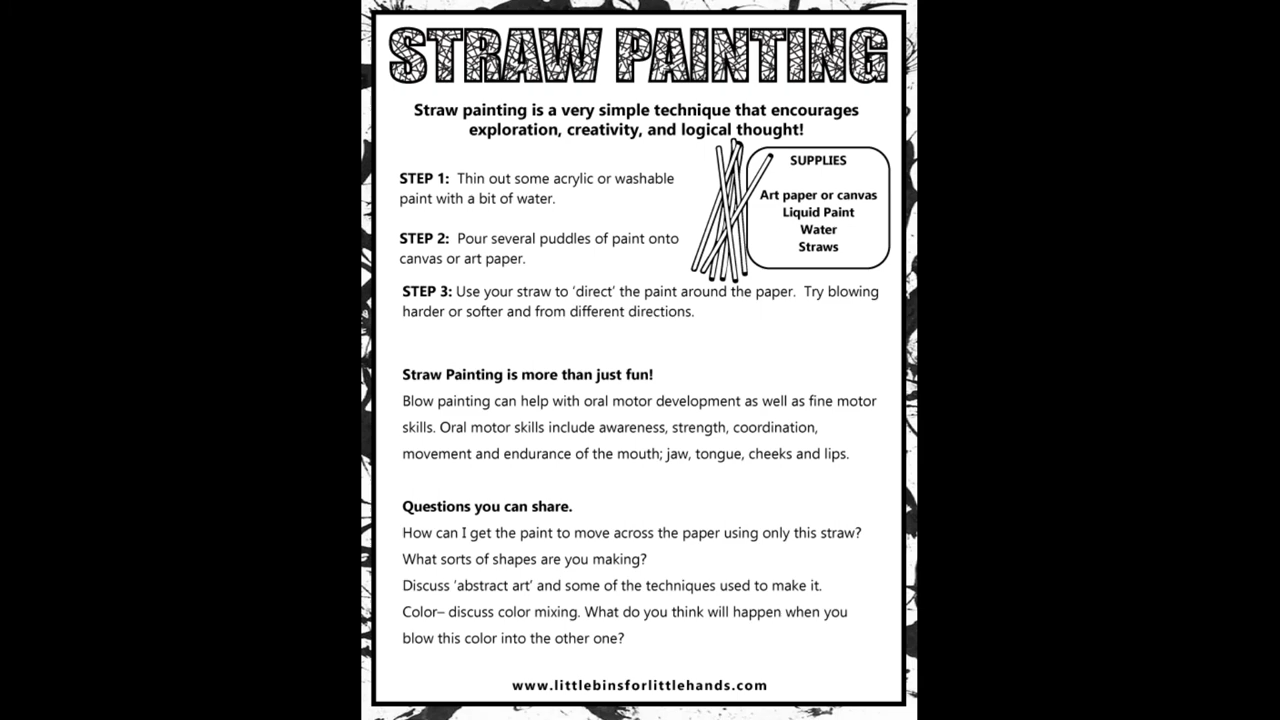 STRAW PAINTING
Straw painting is a very simple technique that encourages
exploration, creativity, and logical thought!
STEP 1:  Thin out some acrylic or washable
paint with a bit of water.
STEP 2:  Pour several puddles of paint onto
canvas or art paper.
SUPPLIES
Art paper or canvas
Liquid Paint
Water
Straws
STEP 3: Use your straw to ‘direct’ the paint around the paper.  Try blowing
harder or softer and from different directions.
Straw Painting is more than just fun!
Blow painting can help with oral motor development as well as fine motor
skills. Oral motor skills include awareness, strength, coordination,
movement and endurance of the mouth; jaw, tongue, cheeks and lips.
Questions you can share.
How can I get the paint to move across the paper using only this straw?
What sorts of shapes are you making?
Discuss ‘abstract art’ and some of the techniques used to make it.
Color– discuss color mixing. What do you think will happen when you
blow this color into the other one?
www.littlebinsforlittlehands.com